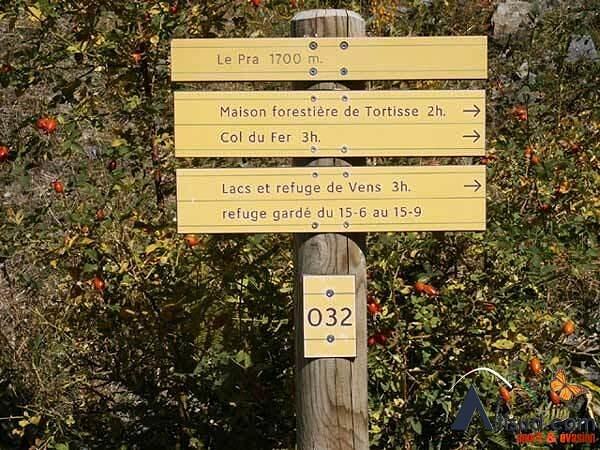 Le Pra 1700 m.
Maison forestière de Tortisse 2h. →
Col du Fer 3h. →
Lacs et refuge de Vens 3h. →
refuge gardé du 15-6 au 15-9
032